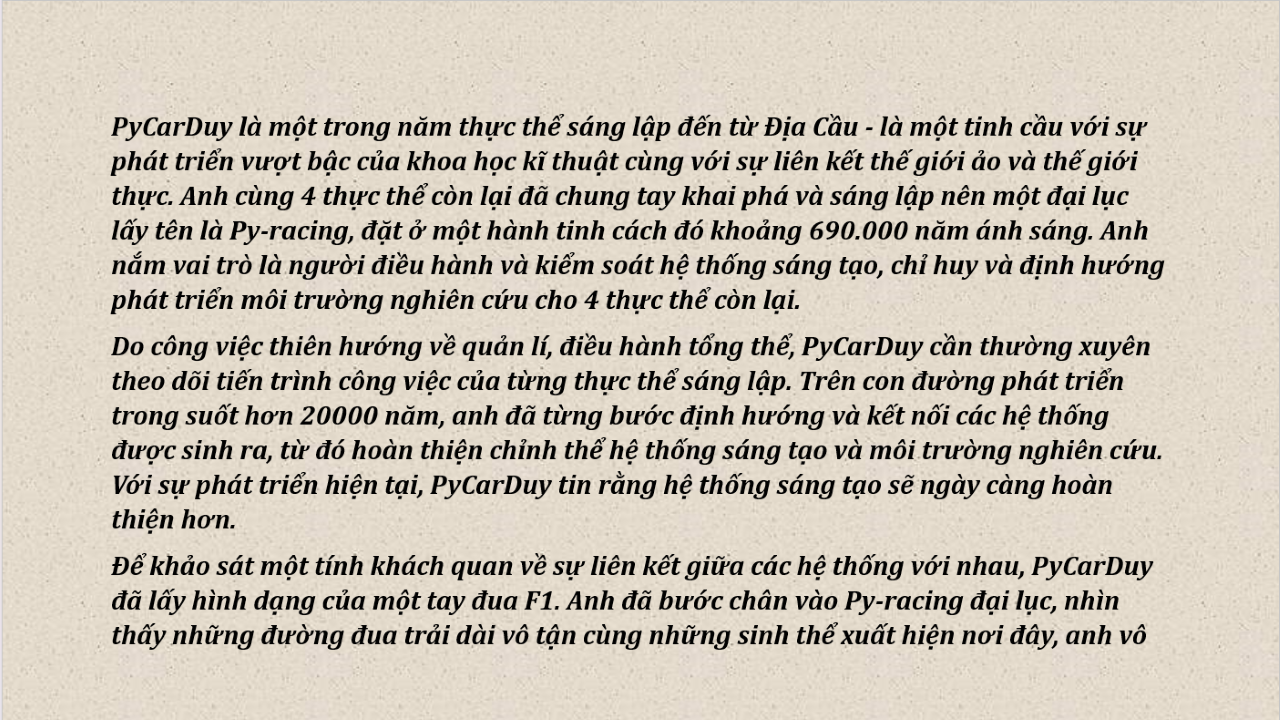 PyCarDuy là một trong năm thực thể sáng lập đến từ Địa Cầu - là một tinh cầu với sự
phát triển vượt bậc của khoa học kĩ thuật cùng với sự liên kết thế giới ảo và thế giới
thực. Anh cùng 4 thực thể còn lại đã chung tay khai phá và sáng lập nên một đại lục
lấy tên là Py-racing, đặt ở một hành tinh cách đó khoảng 690.000 năm ánh sáng. Anh
nắm vai trò là người điều hành và kiểm soát hệ thống sáng tạo, chỉ huy và định hướng
phát triển môi trường nghiên cứu cho 4 thực thể còn lại.
Do công việc thiên hướng về quản lí, điều hành tổng thể, PyCarDuy cần thường xuyên
theo dõi tiến trình công việc của từng thực thể sáng lập. Trên con đường phát triển
trong suốt hơn 20000 năm, anh đã từng bước định hướng và kết nối các hệ thống
được sinh ra, từ đó hoàn thiện chỉnh thể hệ thống sáng tạo và môi trường nghiên cứu.
Với sự phát triển hiện tại, PyCarDuy tin rằng hệ thống sáng tạo sẽ ngày càng hoàn
thiện hơn.
Để khảo sát một tính khách quan về sự liên kết giữa các hệ thống với nhau, PyCarDuy
đã lấy hình dạng của một tay đua F1. Anh đã bước chân vào Py-racing đại lục, nhìn
thấy những đường đua trải dài vô tận cùng những sinh thể xuất hiện nơi đây, anh vô